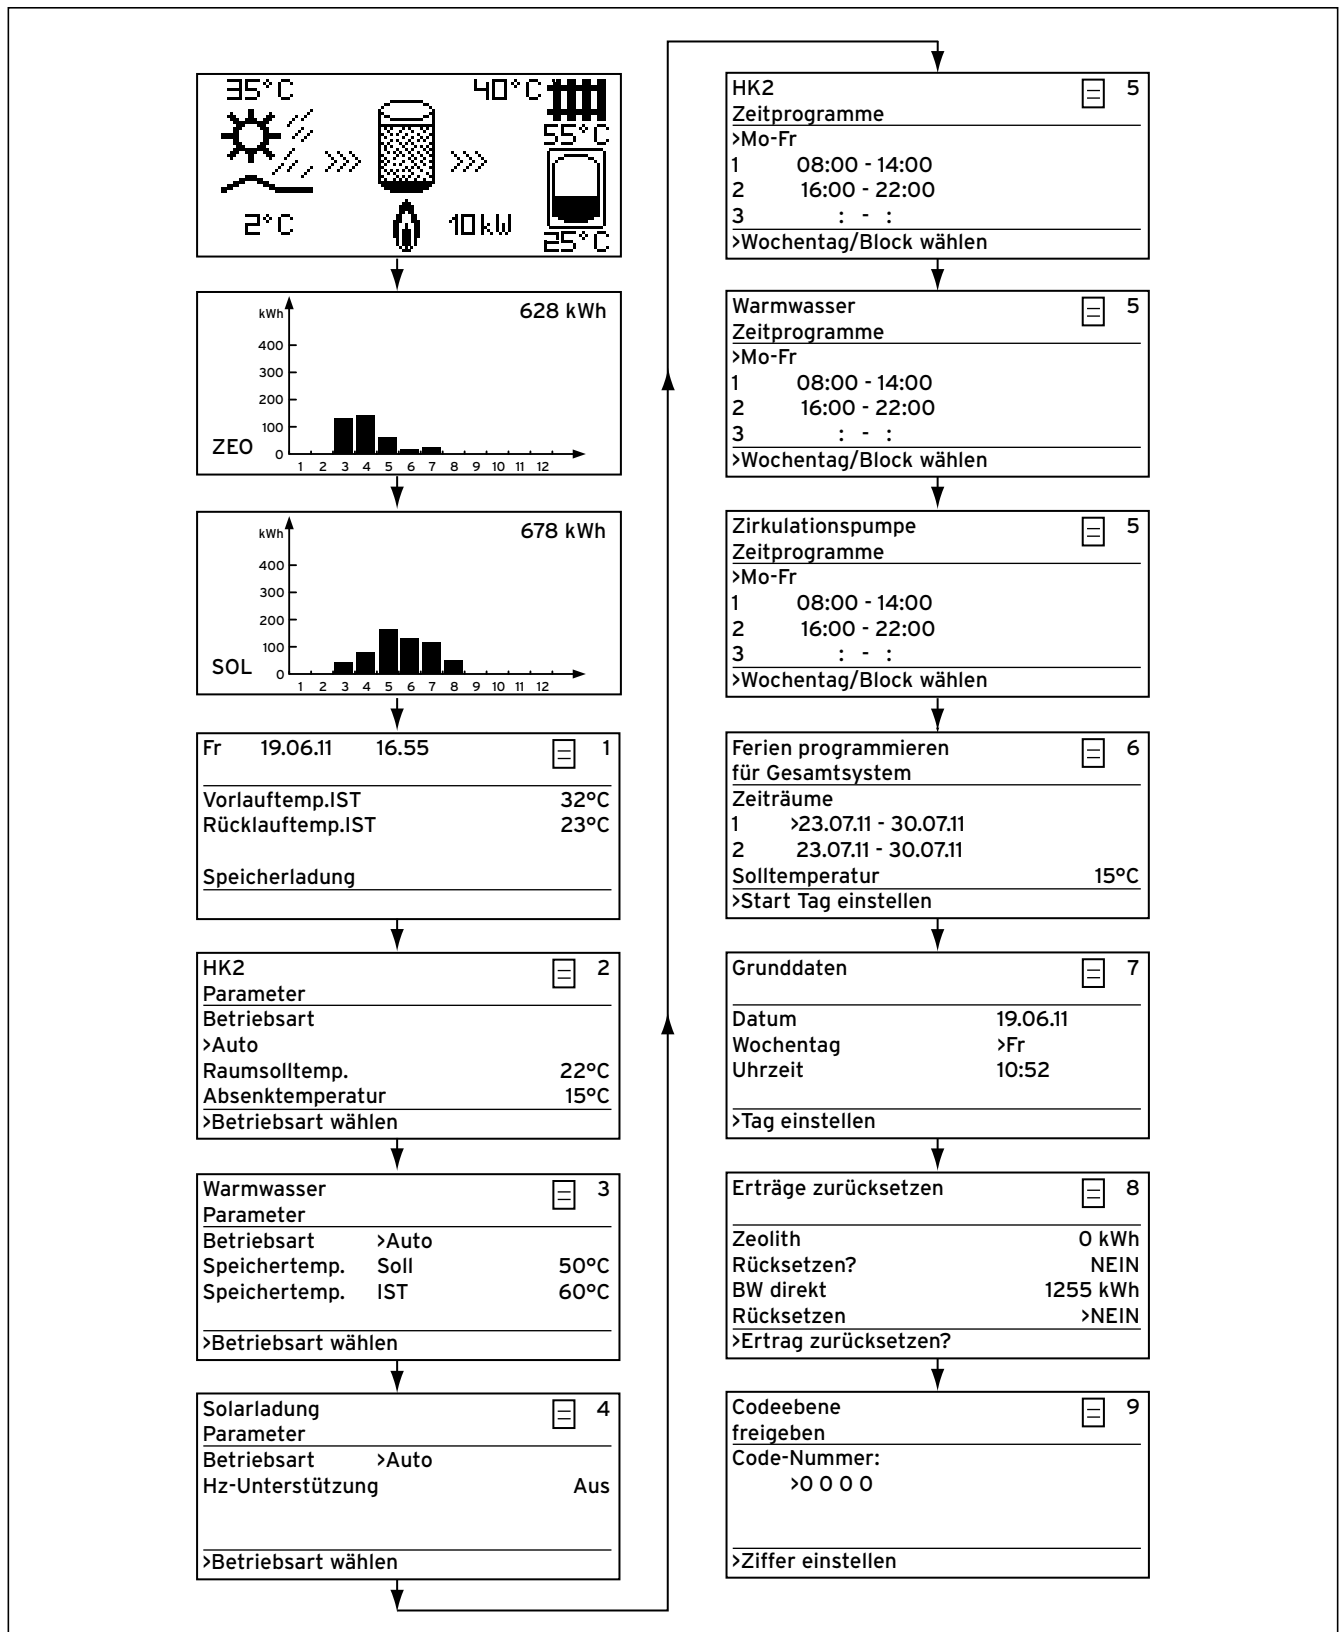 35°C 40°C
55°C
2°C 10kW 25°C
kWh 628 kWh
400
300
200
100
ZEO 0
1 2 3 4 5 6 7 8 9 10 11 12
kWh 678 kWh
400
300
200
100
SOL 0
1 2 3 4 5 6 7 8 9 10 11 12
Fr 19.06.11 16.55 1
Vorlauftemp.IST 32°C
Rücklauftemp.IST 23°C
Speicherladung
HK2 2
Parameter
Betriebsart
>Auto
Raumsolltemp. 22°C
Absenktemperatur 15°C
>Betriebsart wählen
Warmwasser 3
Parameter
Betriebsart >Auto
Speichertemp. Soll 50°C
Speichertemp. IST 60°C
>Betriebsart wählen
Solarladung 4
Parameter
Betriebsart >Auto
Hz-Unterstützung Aus
>Betriebsart wählen
HK2 5
Zeitprogramme
>Mo-Fr
1 08:00 - 14:00
2 16:00 - 22:00
3 : - :
>Wochentag/Block wählen
Warmwasser 5
Zeitprogramme
>Mo-Fr
1 08:00 - 14:00
2 16:00 - 22:00
3 : - :
>Wochentag/Block wählen
Zirkulationspumpe 5
Zeitprogramme
>Mo-Fr
1 08:00 - 14:00
2 16:00 - 22:00
3 : - :
>Wochentag/Block wählen
Ferien programmieren 6
für Gesamtsystem
Zeiträume
1 >23.07.11 - 30.07.11
2 23.07.11 - 30.07.11
Solltemperatur 15°C
>Start Tag einstellen
Grunddaten 7
Datum 19.06.11
Wochentag >Fr
Uhrzeit 10:52
>Tag einstellen
Erträge zurücksetzen 8
Zeolith 0 kWh
Rücksetzen? NEIN
BW direkt 1255 kWh
Rücksetzen >NEIN
>Ertrag zurücksetzen?
Codeebene 9
freigeben
Code-Nummer:
>0 0 0 0
>Ziffer einstellen